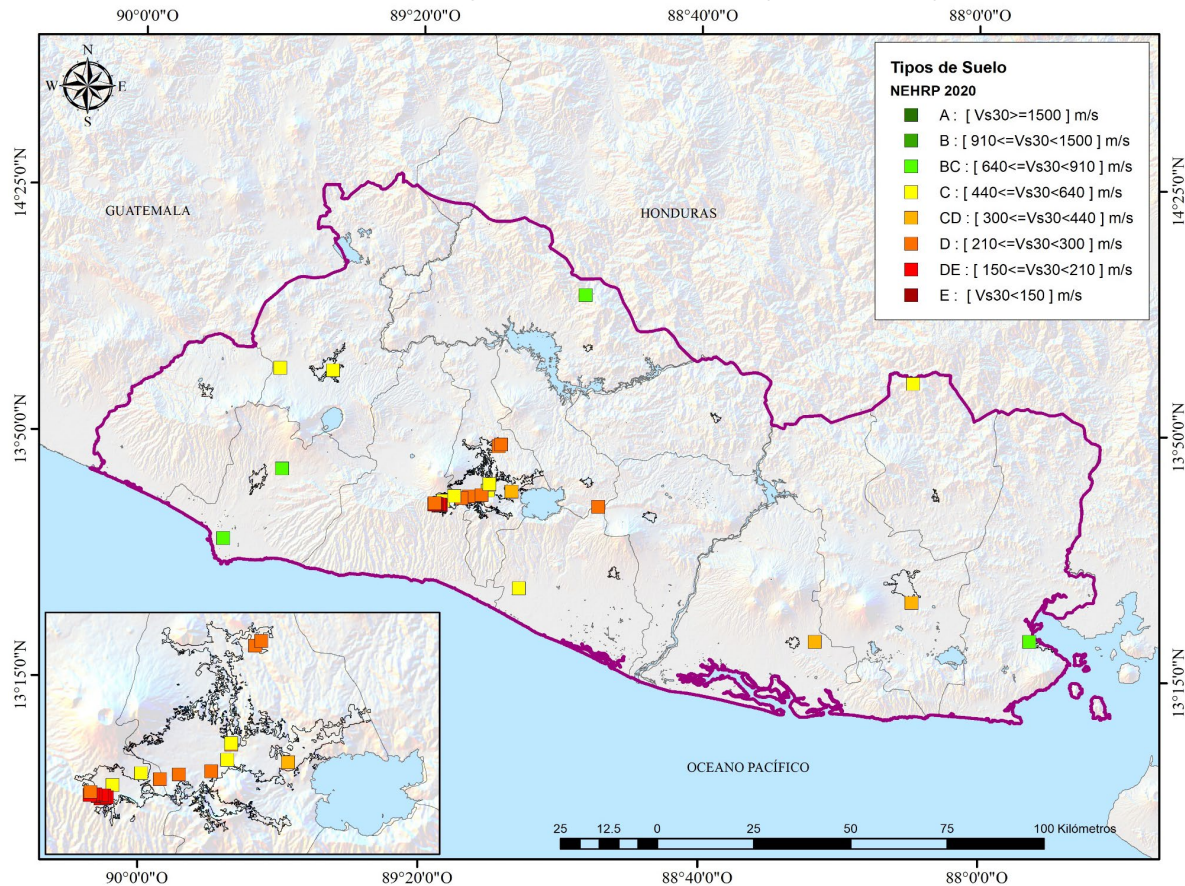 90°0'0"O 89°20'0"O 88°40'0"O 88°0'0"O
N
W E
S
Tipos de Suelo
NEHRP 2020
A : [ Vs30>=1500 ] m/s
B : [ 910<=Vs30<1500 ] m/s
BC : [ 640<=Vs30<910 ] m/s
C : [ 440<=Vs30<640 ] m/s
CD : [ 300<=Vs30<440 ] m/s
D : [ 210<=Vs30<300 ] m/s
DE : [ 150<=Vs30<210 ] m/s
E : [ Vs30<150 ] m/s
14°25'0"N
14°25'0"N
GUATEMALA
HONDURAS
13°50'0"N
13°50'0"N
13°15'0"N
13°15'0"N
OCEANO PACÍFICO
25 12.5 0 25 50 75 100 Kilómetros
90°0'0"O 89°20'0"O 88°40'0"O 88°0'0"O